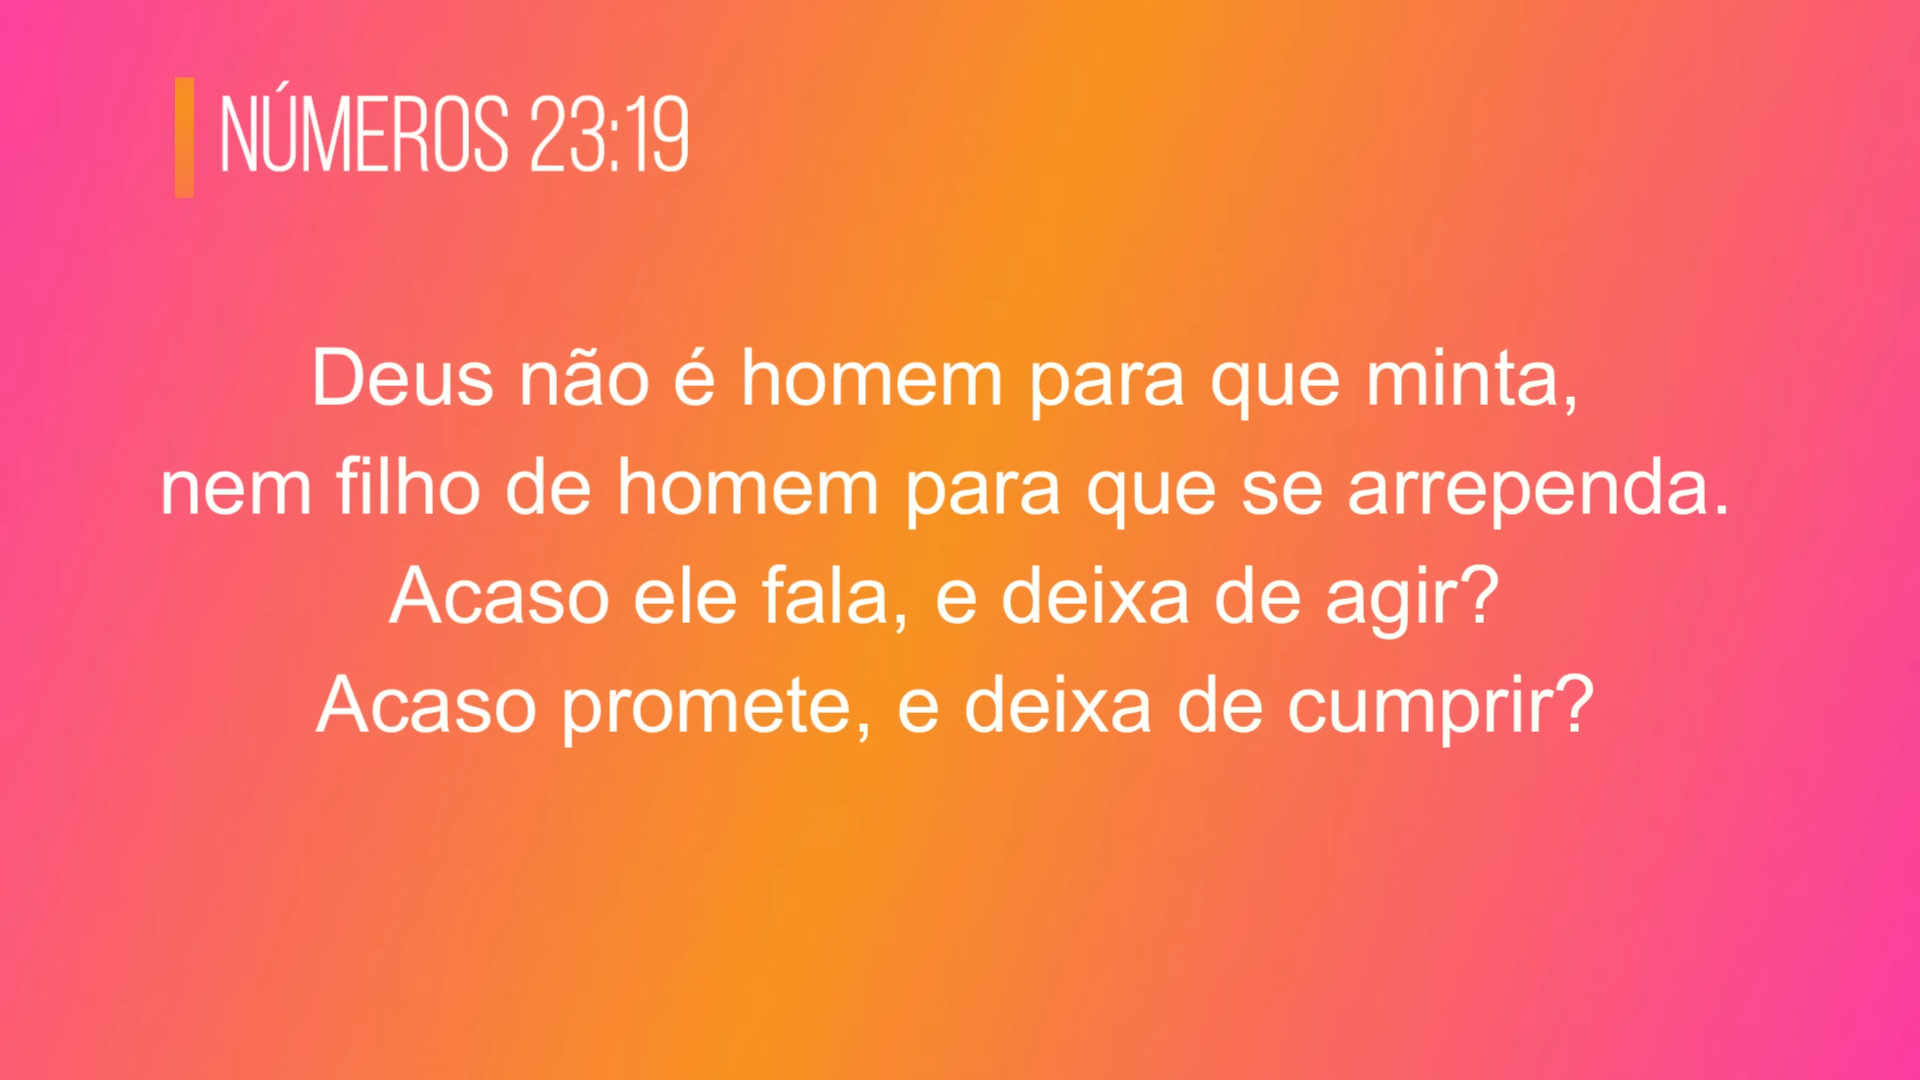 NÚMEROS 23:19
Deus não é homem para que minta,
nem filho de homem para que se arrependa.
Acaso ele fala, e deixa de agir?
Acaso promete, e deixa de cumprir?